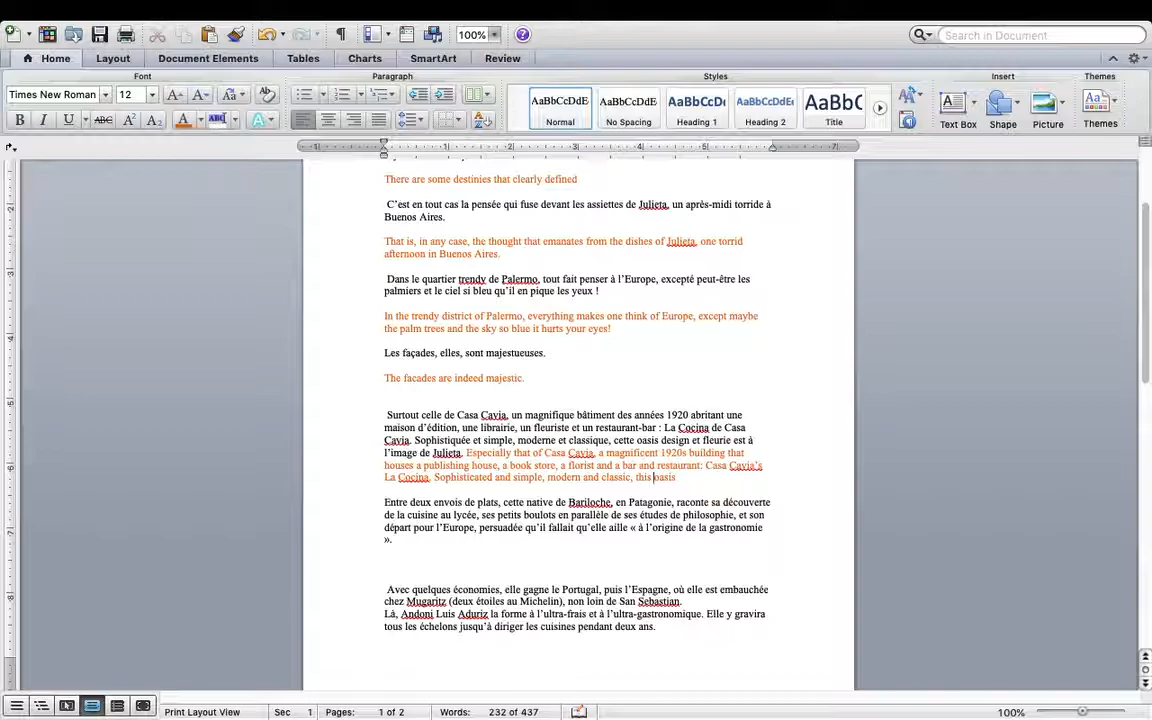 100%
Search in Document
Home Layout Document Elements Tables Charts SmartArt Review
Font Paragraph Styles Insert Themes
Times New Roman 12 A A Aa
AaBbCcDdE AaBbCcDdE AaBbCcDc AaBbCcDdEe AaBbC
B I U ABC A² A₂ A ABC A
Normal No Spacing Heading 1 Heading 2 Title Text Box Shape Picture Themes
There are some destinies that clearly defined
C’est en tout cas la pensée qui fuse devant les assiettes de Julieta, un après-midi torride à
Buenos Aires.
That is, in any case, the thought that emanates from the dishes of Julieta, one torrid
afternoon in Buenos Aires.
Dans le quartier trendy de Palermo, tout fait penser à l’Europe, excepté peut-être les
palmiers et le ciel si bleu qu’il en pique les yeux !
In the trendy district of Palermo, everything makes one think of Europe, except maybe
the palm trees and the sky so blue it hurts your eyes!
Les façades, elles, sont majestueuses.
The facades are indeed majestic.
Surtout celle de Casa Cavia, un magnifique bâtiment des années 1920 abritant une
maison d’édition, une librairie, un fleuriste et un restaurant-bar : La Cocina de Casa
Cavia. Sophistiquée et simple, moderne et classique, cette oasis design et fleurie est à
l’image de Julieta. Especially that of Casa Cavia, a magnificent 1920s building that
houses a publishing house, a book store, a florist and a bar and restaurant: Casa Cavia’s
La Cocina. Sophisticated and simple, modern and classic, this oasis
Entre deux envois de plats, cette native de Bariloche, en Patagonie, raconte sa découverte
de la cuisine au lycée, ses petits boulots en parallèle de ses études de philosophie, et son
départ pour l’Europe, persuadée qu’il fallait qu’elle aille « à l’origine de la gastronomie
».
Avec quelques économies, elle gagne le Portugal, puis l’Espagne, où elle est embauchée
chez Mugaritz (deux étoiles au Michelin), non loin de San Sebastian.
Là, Andoni Luis Aduriz la forme à l’ultra-frais et à l’ultra-gastronomique. Elle y gravira
tous les échelons jusqu’à diriger les cuisines pendant deux ans.
Print Layout View Sec 1 Pages: 1 of 2 Words: 232 of 437 100%